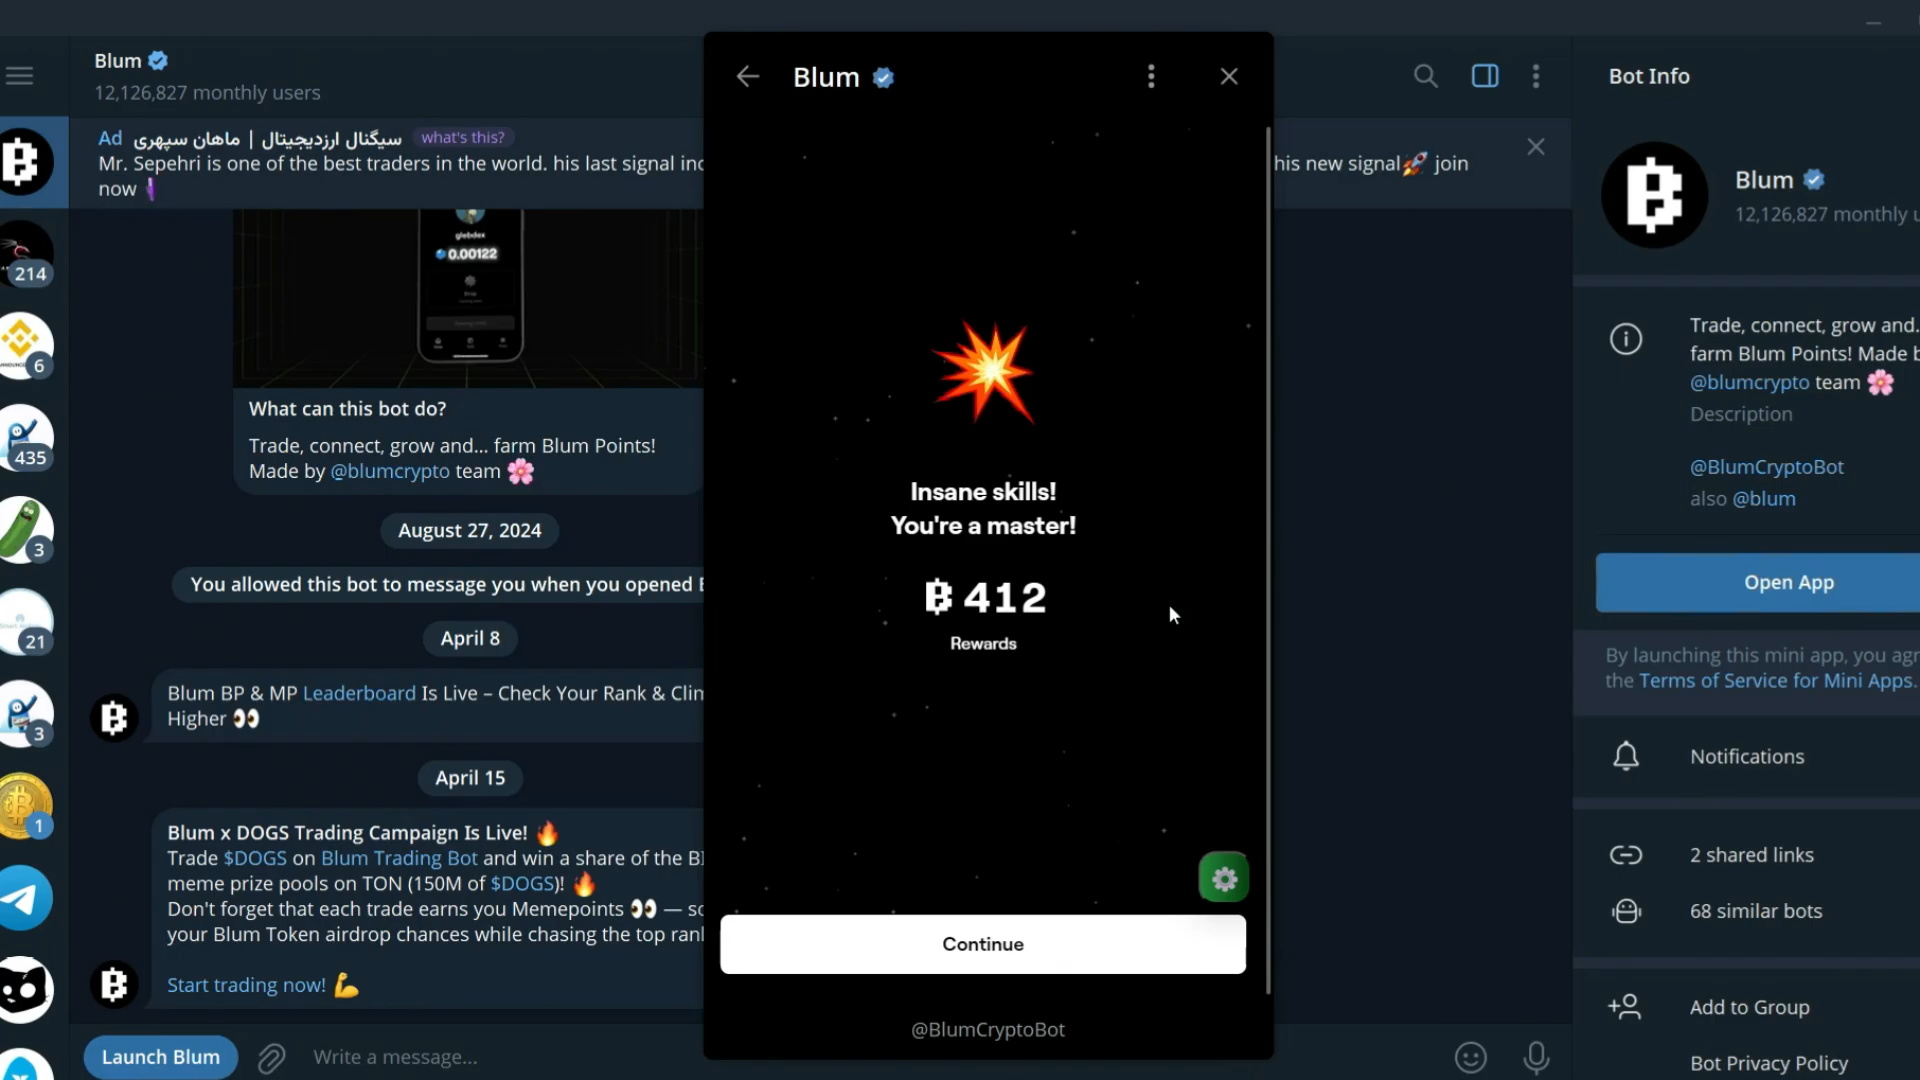 Blum
12,126,827 monthly users
Ad سیگنال ارزدیجیتال | ماهان سپهری what's this?
Mr. Sepehri is one of the best traders in the world. his last signal inc
his new signal🚀 join
now
glebdex
0.00122
What can this bot do?
Trade, connect, grow and... farm Blum Points!
Made by @blumcrypto team 🌸
August 27, 2024
You allowed this bot to message you when you opened
April 8
Blum BP & MP Leaderboard Is Live – Check Your Rank & Clim
Higher 👀
April 15
Blum x DOGS Trading Campaign Is Live! 🔥
Trade $DOGS on Blum Trading Bot and win a share of the
meme prize pools on TON (150M of $DOGS)! 🔥
Don't forget that each trade earns you Memepoints 👀 — so
your Blum Token airdrop chances while chasing the top ran
Start trading now! 💪
Launch Blum
Write a message...
214
6
435
3
21
3
1
Blum
Insane skills!
You're a master!
412
Rewards
Continue
@BlumCryptoBot
Bot Info
Blum
12,126,827 monthly u
Trade, connect, grow and...
farm Blum Points! Made b
@blumcrypto team 🌸
Description
@BlumCryptoBot
also @blum
Open App
By launching this mini app, you agr
the Terms of Service for Mini Apps.
Notifications
2 shared links
68 similar bots
Add to Group
Bot Privacy Policy